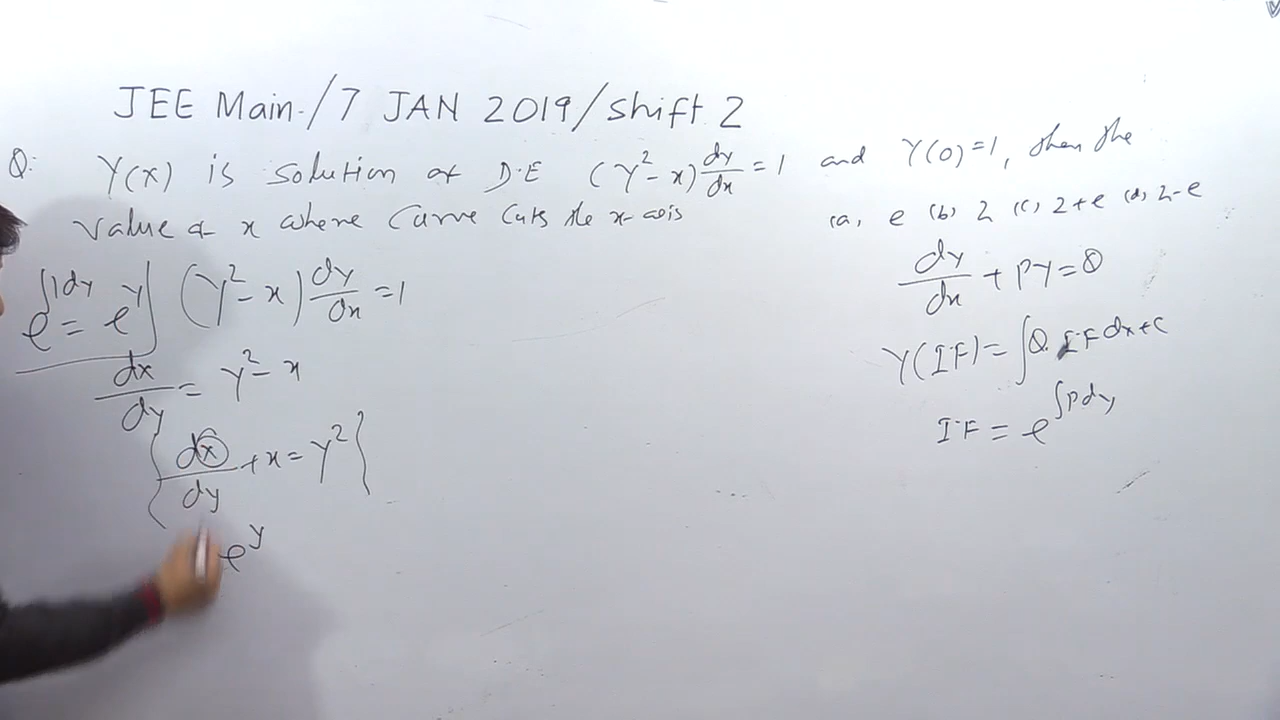 JEE Main./7 JAN 2019/Shift 2
Q: Y(x) is solution of D.E (y²-x) dy/dx = 1 and Y(0)=1, then the
value of x where curve cuts the x-axis (a, e (b) 2 (c), 2+e (d, 2-e
e^∫1dy = e^y
(y²-x) dy/dx = 1
dx/dy = y²-x
{dx/dy + x = y²}
e^y
dy/dx + PY = Q
Y(I·F) = ∫Q. I·F dx + C
I·F = e^∫Pdy